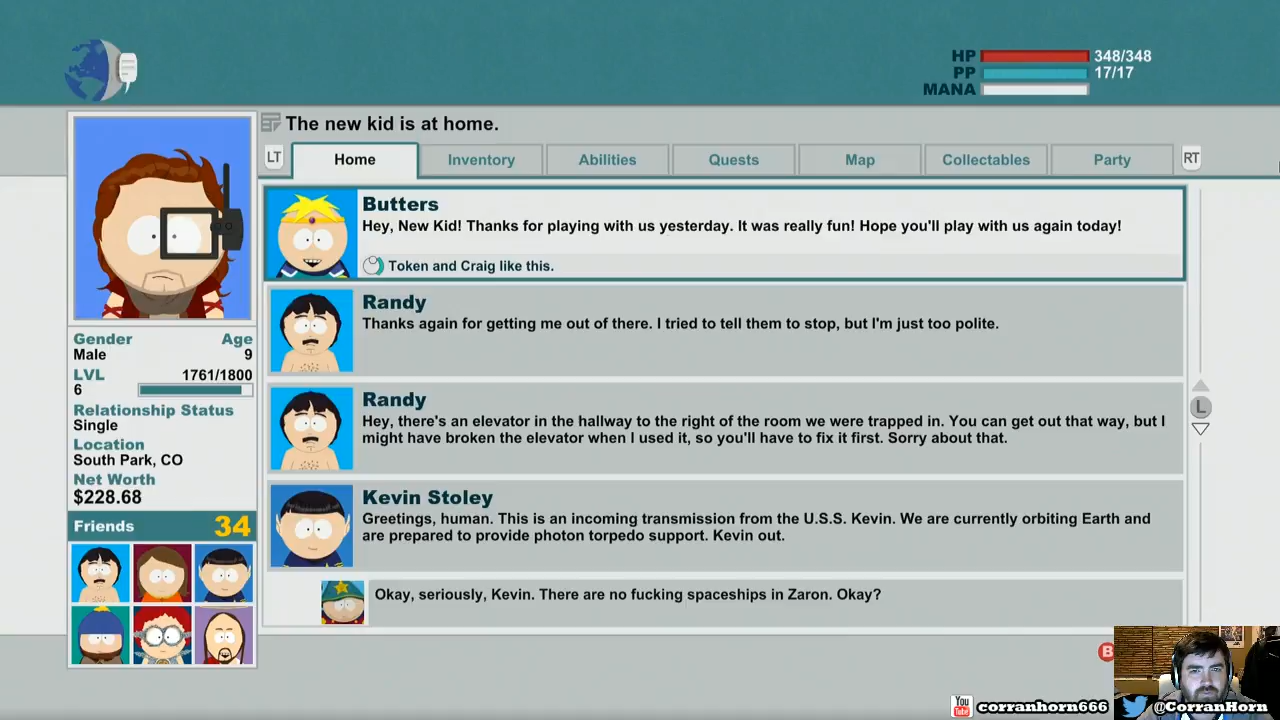 HP 348/348
PP 17/17
MANA
The new kid is at home.
LT Home Inventory Abilities Quests Map Collectables Party RT
Gender Age
Male 9
LVL 1761/1800
6
Relationship Status
Single
Location
South Park, CO
Net Worth
$228.68
Friends 34
Butters
Hey, New Kid! Thanks for playing with us yesterday. It was really fun! Hope you'll play with us again today!
Token and Craig like this.
Randy
Thanks again for getting me out of there. I tried to tell them to stop, but I'm just too polite.
Randy
Hey, there's an elevator in the hallway to the right of the room we were trapped in. You can get out that way, but I
might have broken the elevator when I used it, so you'll have to fix it first. Sorry about that.
Kevin Stoley
Greetings, human. This is an incoming transmission from the U.S.S. Kevin. We are currently orbiting Earth and
are prepared to provide photon torpedo support. Kevin out.
Okay, seriously, Kevin. There are no fucking spaceships in Zaron. Okay?
L
B
You Tube corranhorn666 @CorranHorn